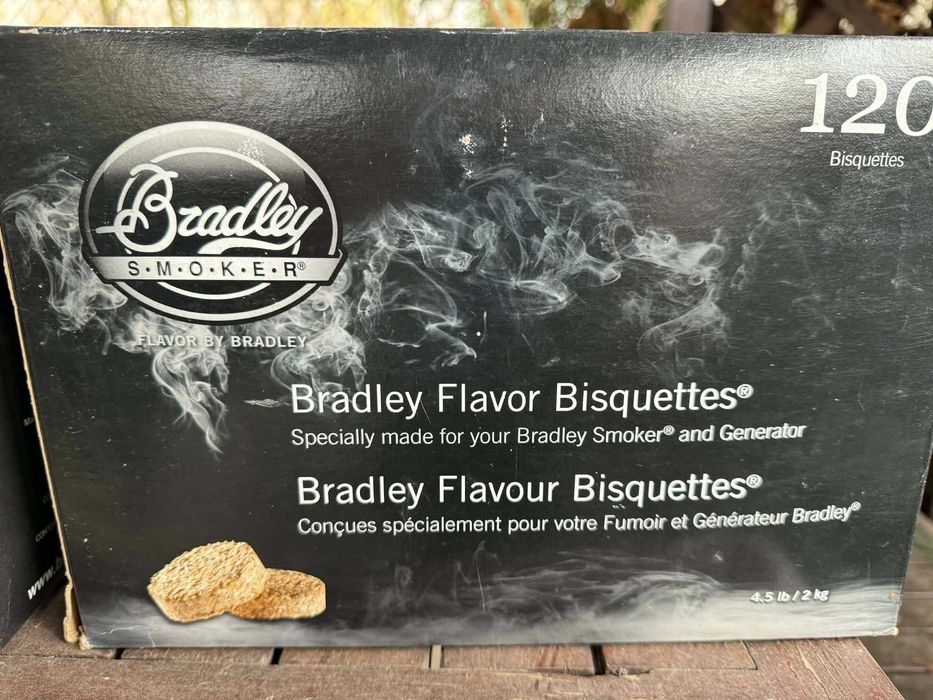 120
Bisquettes
Bradley
S·M·O·K·E·R®
FLAVOR BY BRADLEY
Bradley Flavor Bisquettes®
Specially made for your Bradley Smoker® and Generator
Bradley Flavour Bisquettes®
Conçues spécialement pour votre Fumoir et Générateur Bradley®
4.5 lb / 2 kg
www.